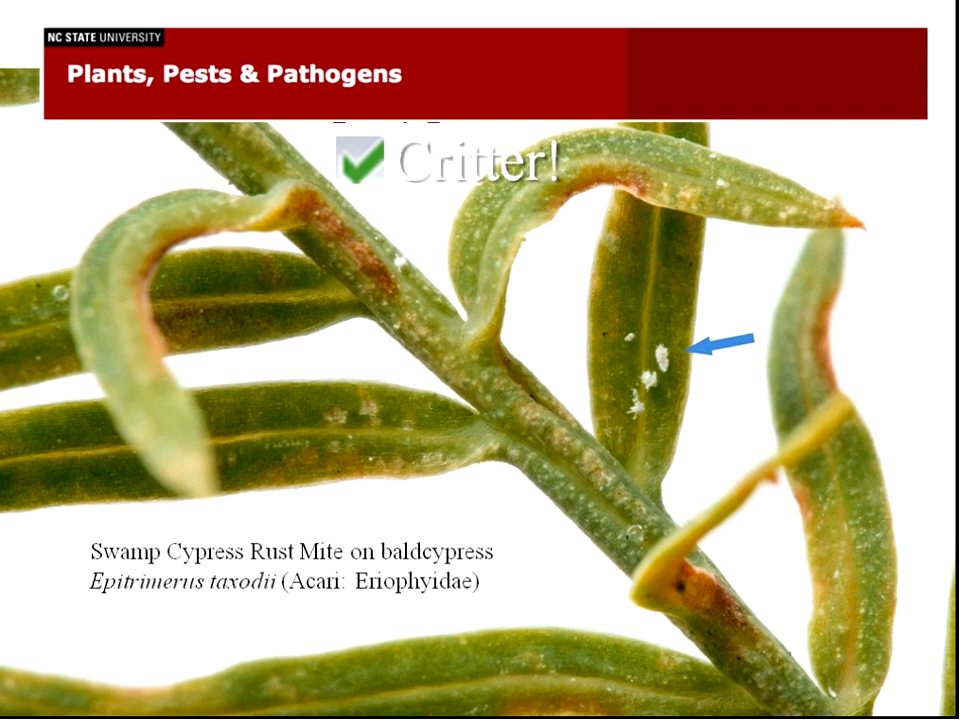 NC STATE UNIVERSITY
Plants, Pests & Pathogens
Critter!
Swamp Cypress Rust Mite on baldcypress
Epitrimerus taxodii (Acari: Eriophyidae)